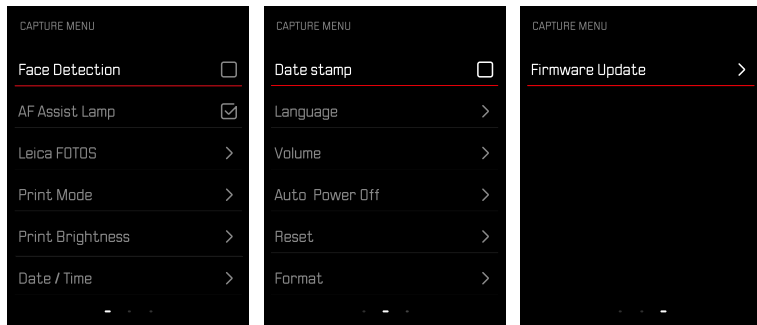 CAPTURE MENU
Face Detection
AF Assist Lamp
Leica FOTOS
Print Mode
Print Brightness
Date / Time
CAPTURE MENU
Date stamp
Language
Volume
Auto Power Off
Reset
Format
CAPTURE MENU
Firmware Update